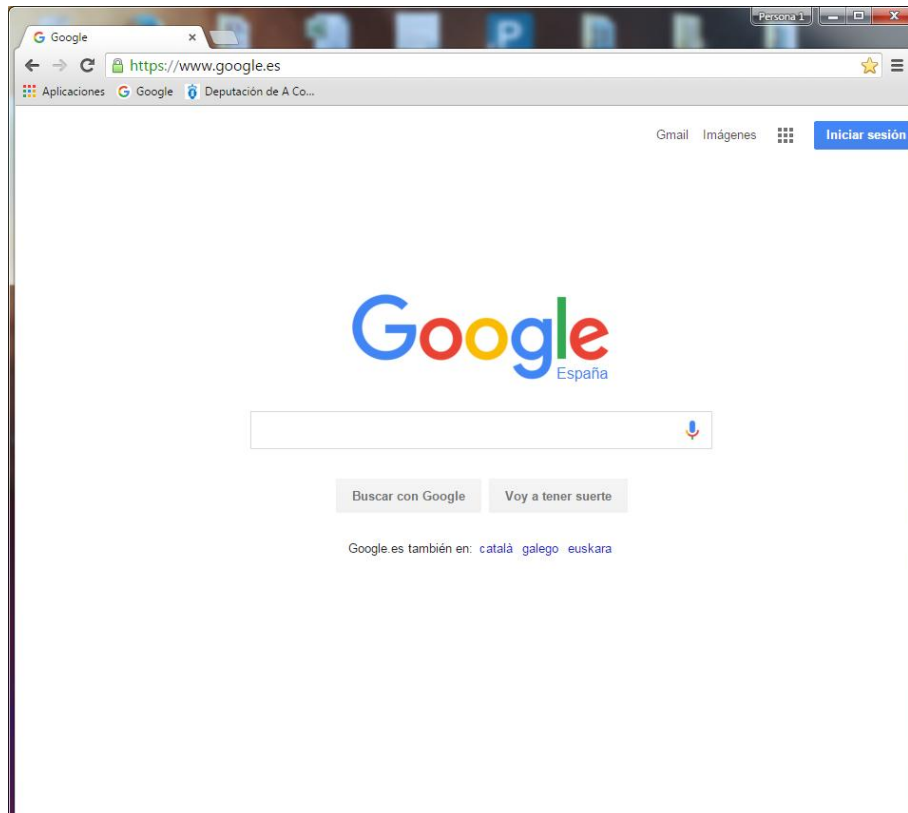 Persona 1
Google
https://www.google.es
Aplicaciones Google Deputación de A Co...
Gmail Imágenes Iniciar sesión
Google
España
Buscar con Google Voy a tener suerte
Google.es también en: català galego euskara